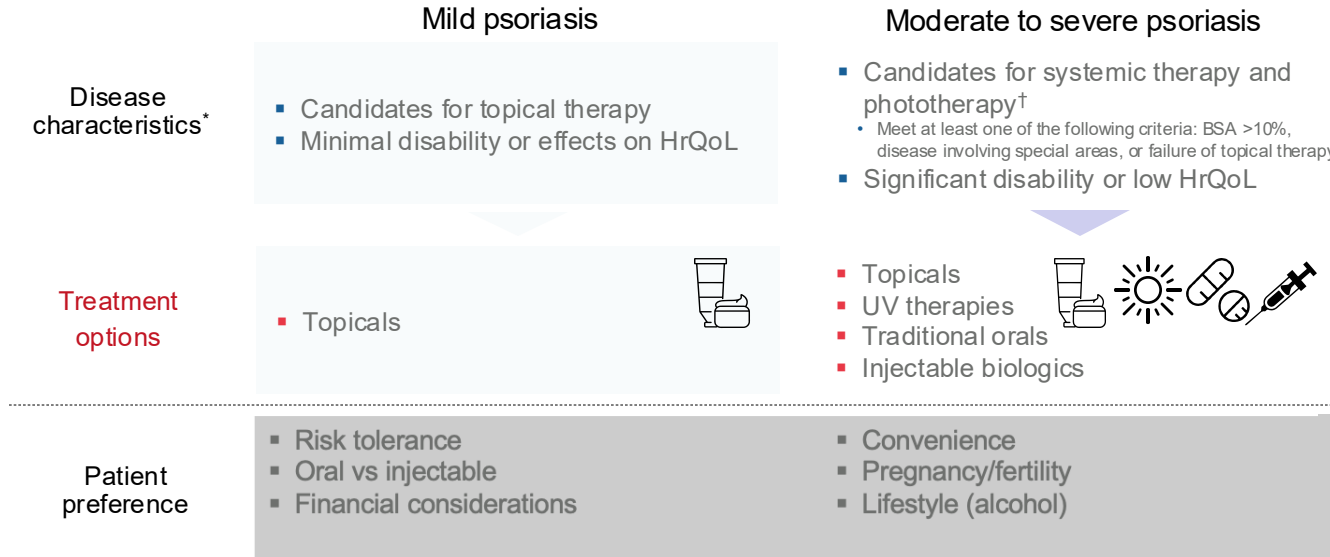 Mild psoriasis
Moderate to severe psoriasis
Disease
characteristics*
▪ Candidates for topical therapy
▪ Minimal disability or effects on HrQoL
▪ Candidates for systemic therapy and
phototherapy†
• Meet at least one of the following criteria: BSA >10%,
disease involving special areas, or failure of topical therapy
▪ Significant disability or low HrQoL
Treatment
options
▪ Topicals
▪ Topicals
▪ UV therapies
▪ Traditional orals
▪ Injectable biologics
Patient
preference
▪ Risk tolerance
▪ Oral vs injectable
▪ Financial considerations
▪ Convenience
▪ Pregnancy/fertility
▪ Lifestyle (alcohol)